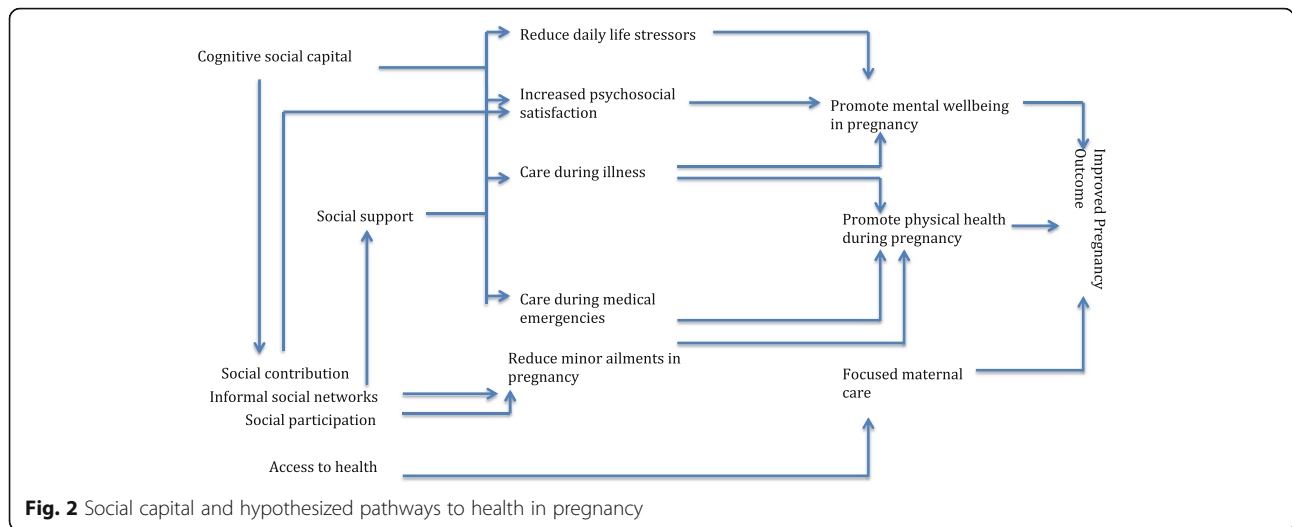 Reduce daily life stressors
Cognitive social capital
Increased psychosocial
satisfaction
Promote mental wellbeing
in pregnancy
Care during illness
Improved Pregnancy
Outcome
Social support
Promote physical health
during pregnancy
Care during medical
emergencies
Reduce minor ailments in
pregnancy
Social contribution
Informal social networks
Social participation
Focused maternal
care
Access to health
Fig. 2 Social capital and hypothesized pathways to health in pregnancy